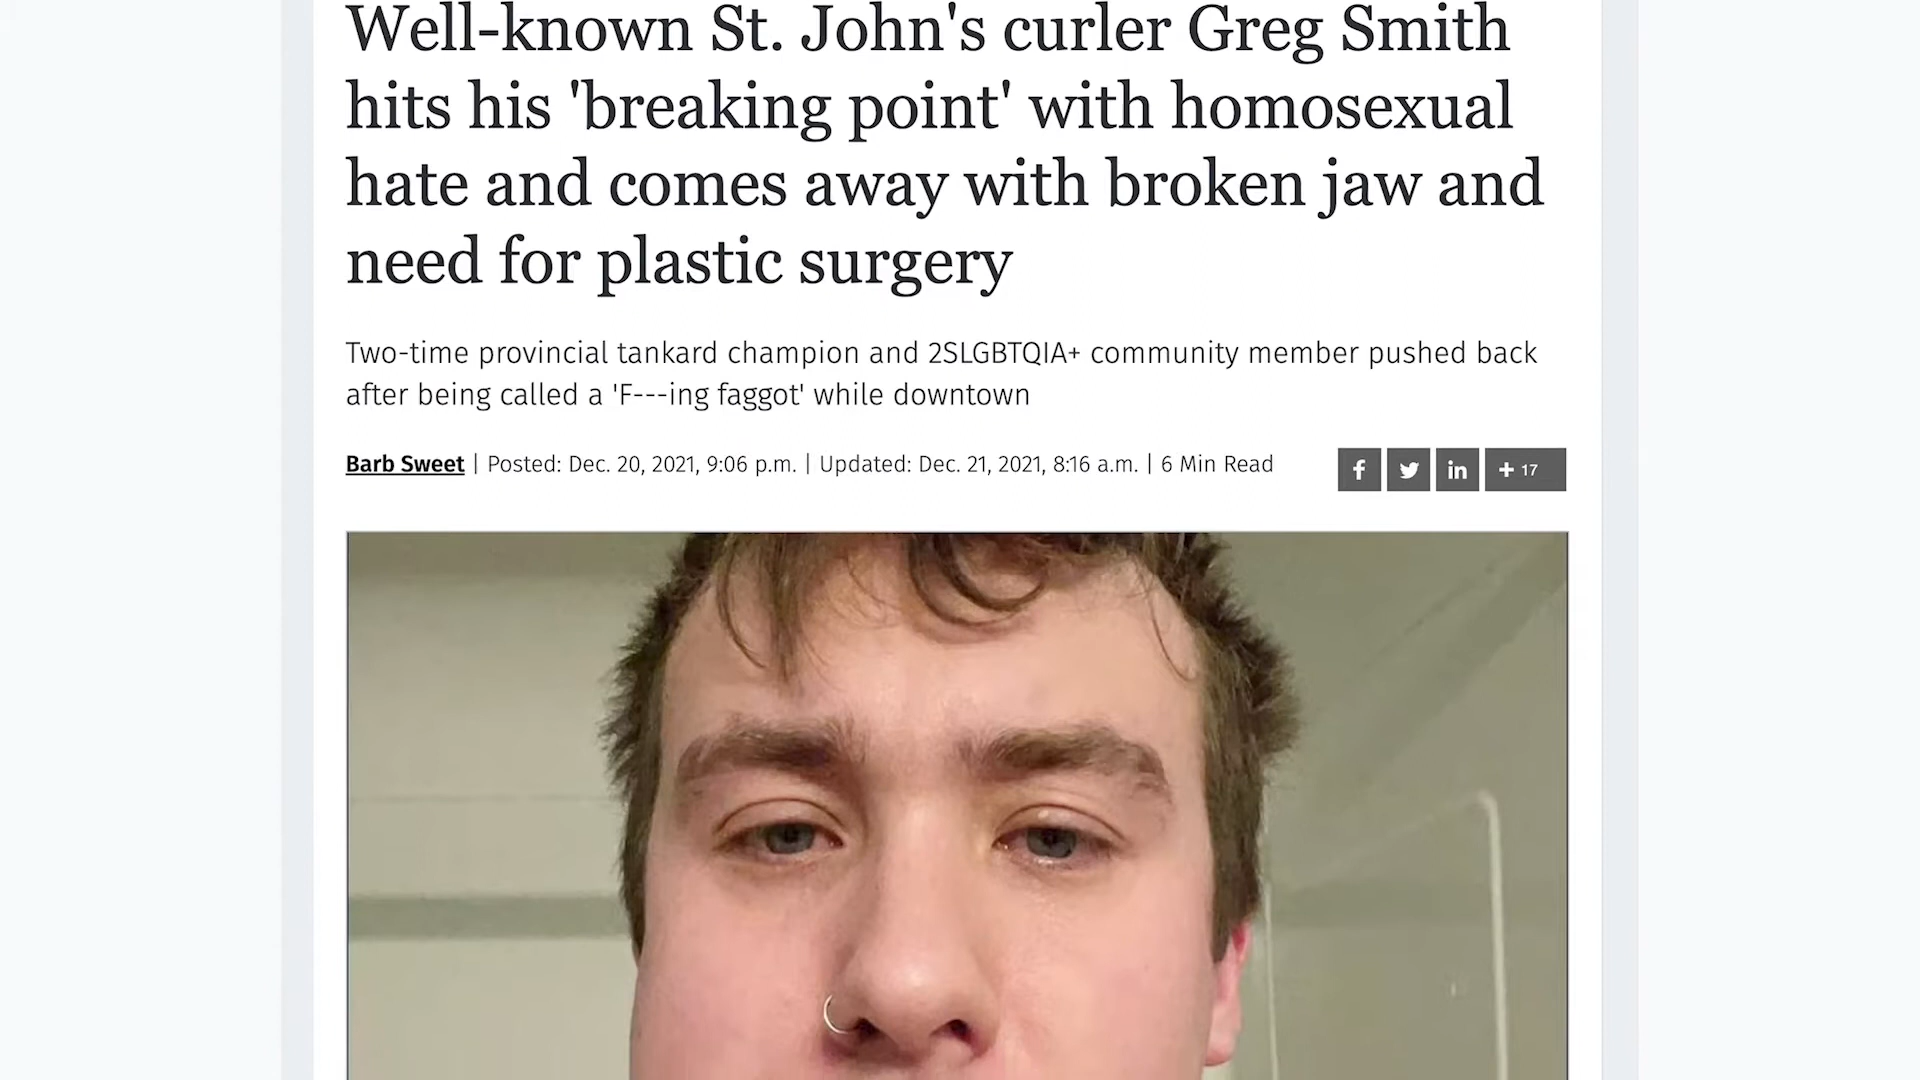 Well-known St. John's curler Greg Smith
hits his 'breaking point' with homosexual
hate and comes away with broken jaw and
need for plastic surgery
Two-time provincial tankard champion and 2SLGBTQIA+ community member pushed back
after being called a 'F---ing faggot' while downtown
Barb Sweet | Posted: Dec. 20, 2021, 9:06 p.m. | Updated: Dec. 21, 2021, 8:16 a.m. | 6 Min Read
f in + 17